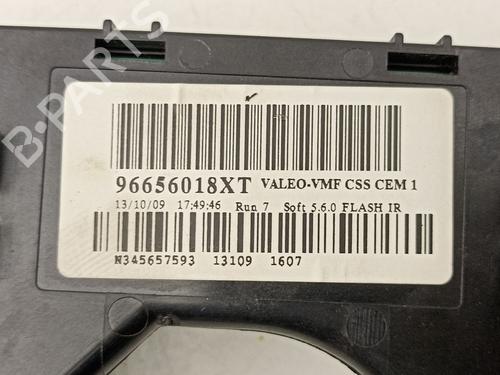 96656018XT VALEO-VMF CSS CEM 1
13/10/09 17:49:46 Run 7 Soft 5.6.0 FLASH IR
N345657593 13109 1607
B-PARTS